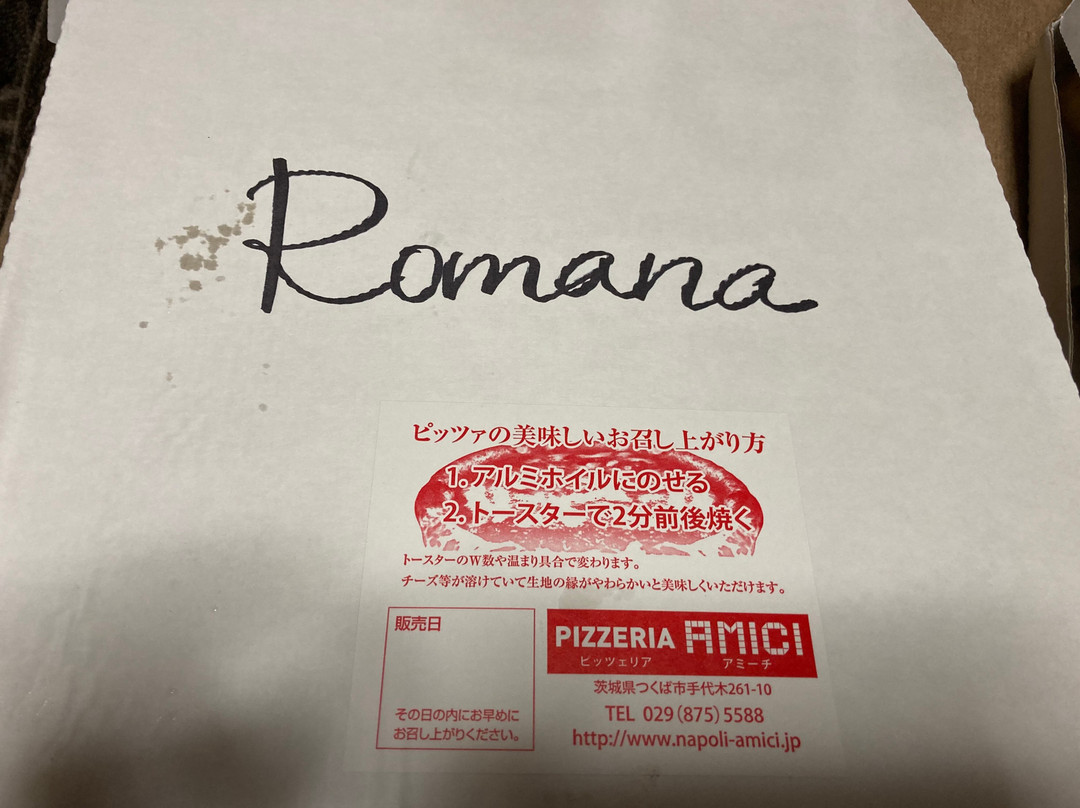 Romana
ピッツァの美味しいお召し上がり方
1.アルミホイルにのせる
2.トースターで2分前後焼く
トースターのW数や温まり具合で変わります。
チーズ等が溶けていて生地の縁がやわらかいと美味しくいただけます。
販売日
その日の内にお早めに
お召し上がりください。
PIZZERIA AMICI
ピッツェリア アミーチ
茨城県つくば市手代木261-10
TEL 029(875)5588
http://www.napoli-amici.jp